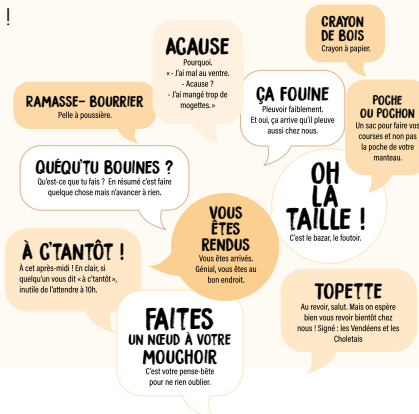 !
CRAYON
DE BOIS
Crayon à papier.
ACAUSE
Pourquoi.
« - J'ai mal au ventre.
- Acause ?
- J'ai mangé trop de
mogettes. »
RAMASSE- BOURRIER
Pelle à poussière.
ÇA FOUINE
Pleuvoir faiblement.
Et oui, ça arrive qu'il pleuve
aussi chez nous.
POCHE
OU POCHON
Un sac pour faire vos
courses et non pas
la poche de votre
manteau.
QUÉQU'TU BOUINES ?
Qu'est-ce que tu fais ? En résumé c'est faire
quelque chose mais n'avancer à rien.
OH
LA
TAILLE !
C'est le bazar, le foutoir.
VOUS
ÊTES
RENDUS
Vous êtes arrivés.
Génial, vous êtes au
bon endroit.
À C'TANTÔT !
À cet après-midi ! En clair, si
quelqu'un vous dit « à c'tantôt »,
inutile de l'attendre à 10h.
TOPETTE
Au revoir, salut. Mais on espère
bien vous revoir bientôt chez
nous ! Signé : les Vendéens et les
Choletais
FAITES
UN NŒUD À VOTRE
MOUCHOIR
C'est votre pense-bête
pour ne rien oublier.